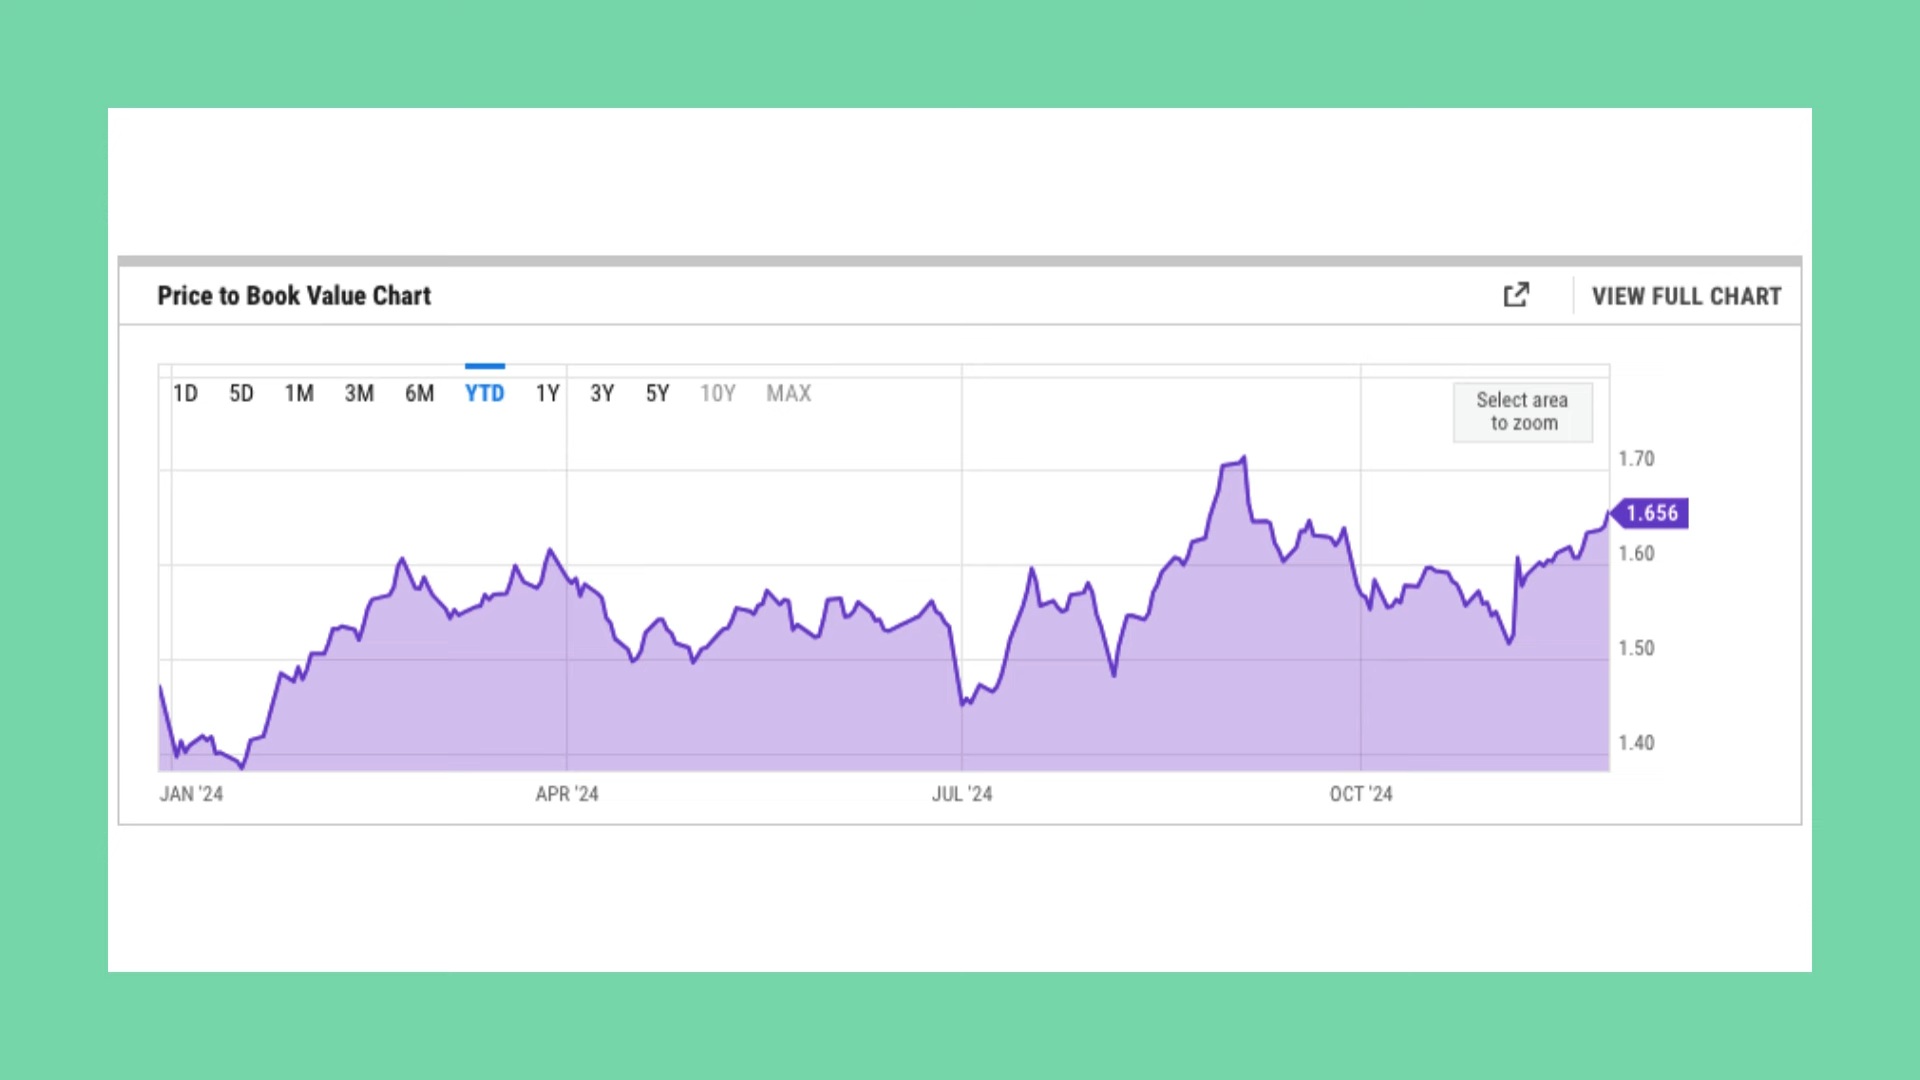 Price to Book Value Chart
VIEW FULL CHART
1D 5D 1M 3M 6M YTD 1Y 3Y 5Y 10Y MAX
Select area
to zoom
1.70
1.656
1.60
1.50
1.40
JAN '24 APR '24 JUL '24 OCT '24